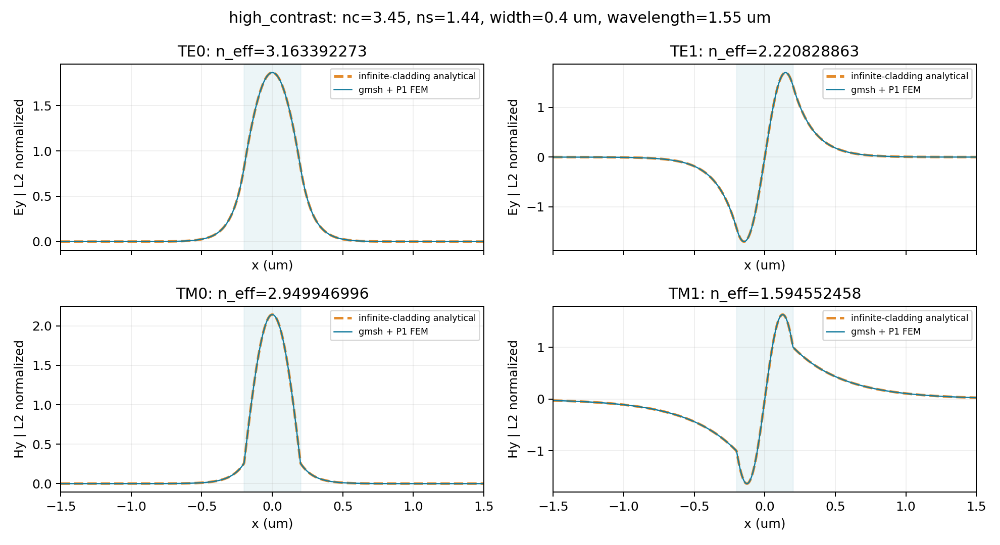 high_contrast: nc=3.45, ns=1.44, width=0.4 um, wavelength=1.55 um
TE0: n_eff=3.163392273
infinite-cladding analytical
gmsh + P1 FEM
Ey | L2 normalized
1.5
1.0
0.5
0.0
x (um)
TE1: n_eff=2.220828863
infinite-cladding analytical
gmsh + P1 FEM
Ey | L2 normalized
1
0
−1
x (um)
TM0: n_eff=2.949946996
infinite-cladding analytical
gmsh + P1 FEM
Hy | L2 normalized
2.0
1.5
1.0
0.5
0.0
−1.5 −1.0 −0.5 0.0 0.5 1.0 1.5
x (um)
TM1: n_eff=1.594552458
infinite-cladding analytical
gmsh + P1 FEM
Hy | L2 normalized
1
0
−1
−1.5 −1.0 −0.5 0.0 0.5 1.0 1.5
x (um)